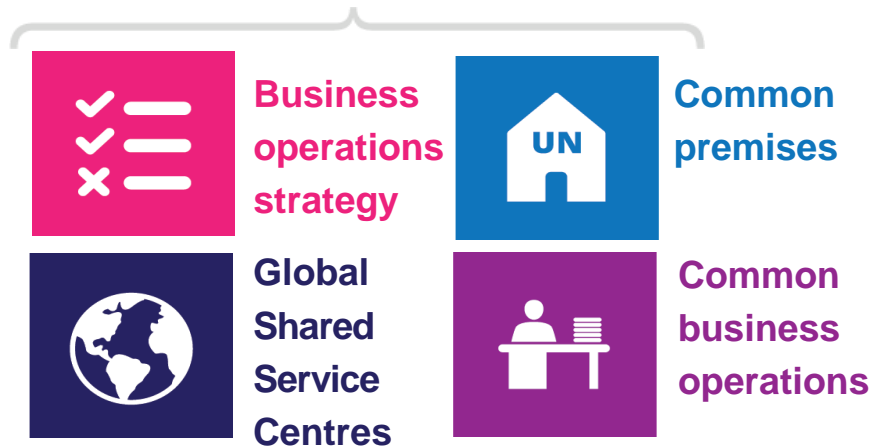 Business
operations
strategy
UN
Common
premises
Global
Shared
Service
Centres
Common
business
operations